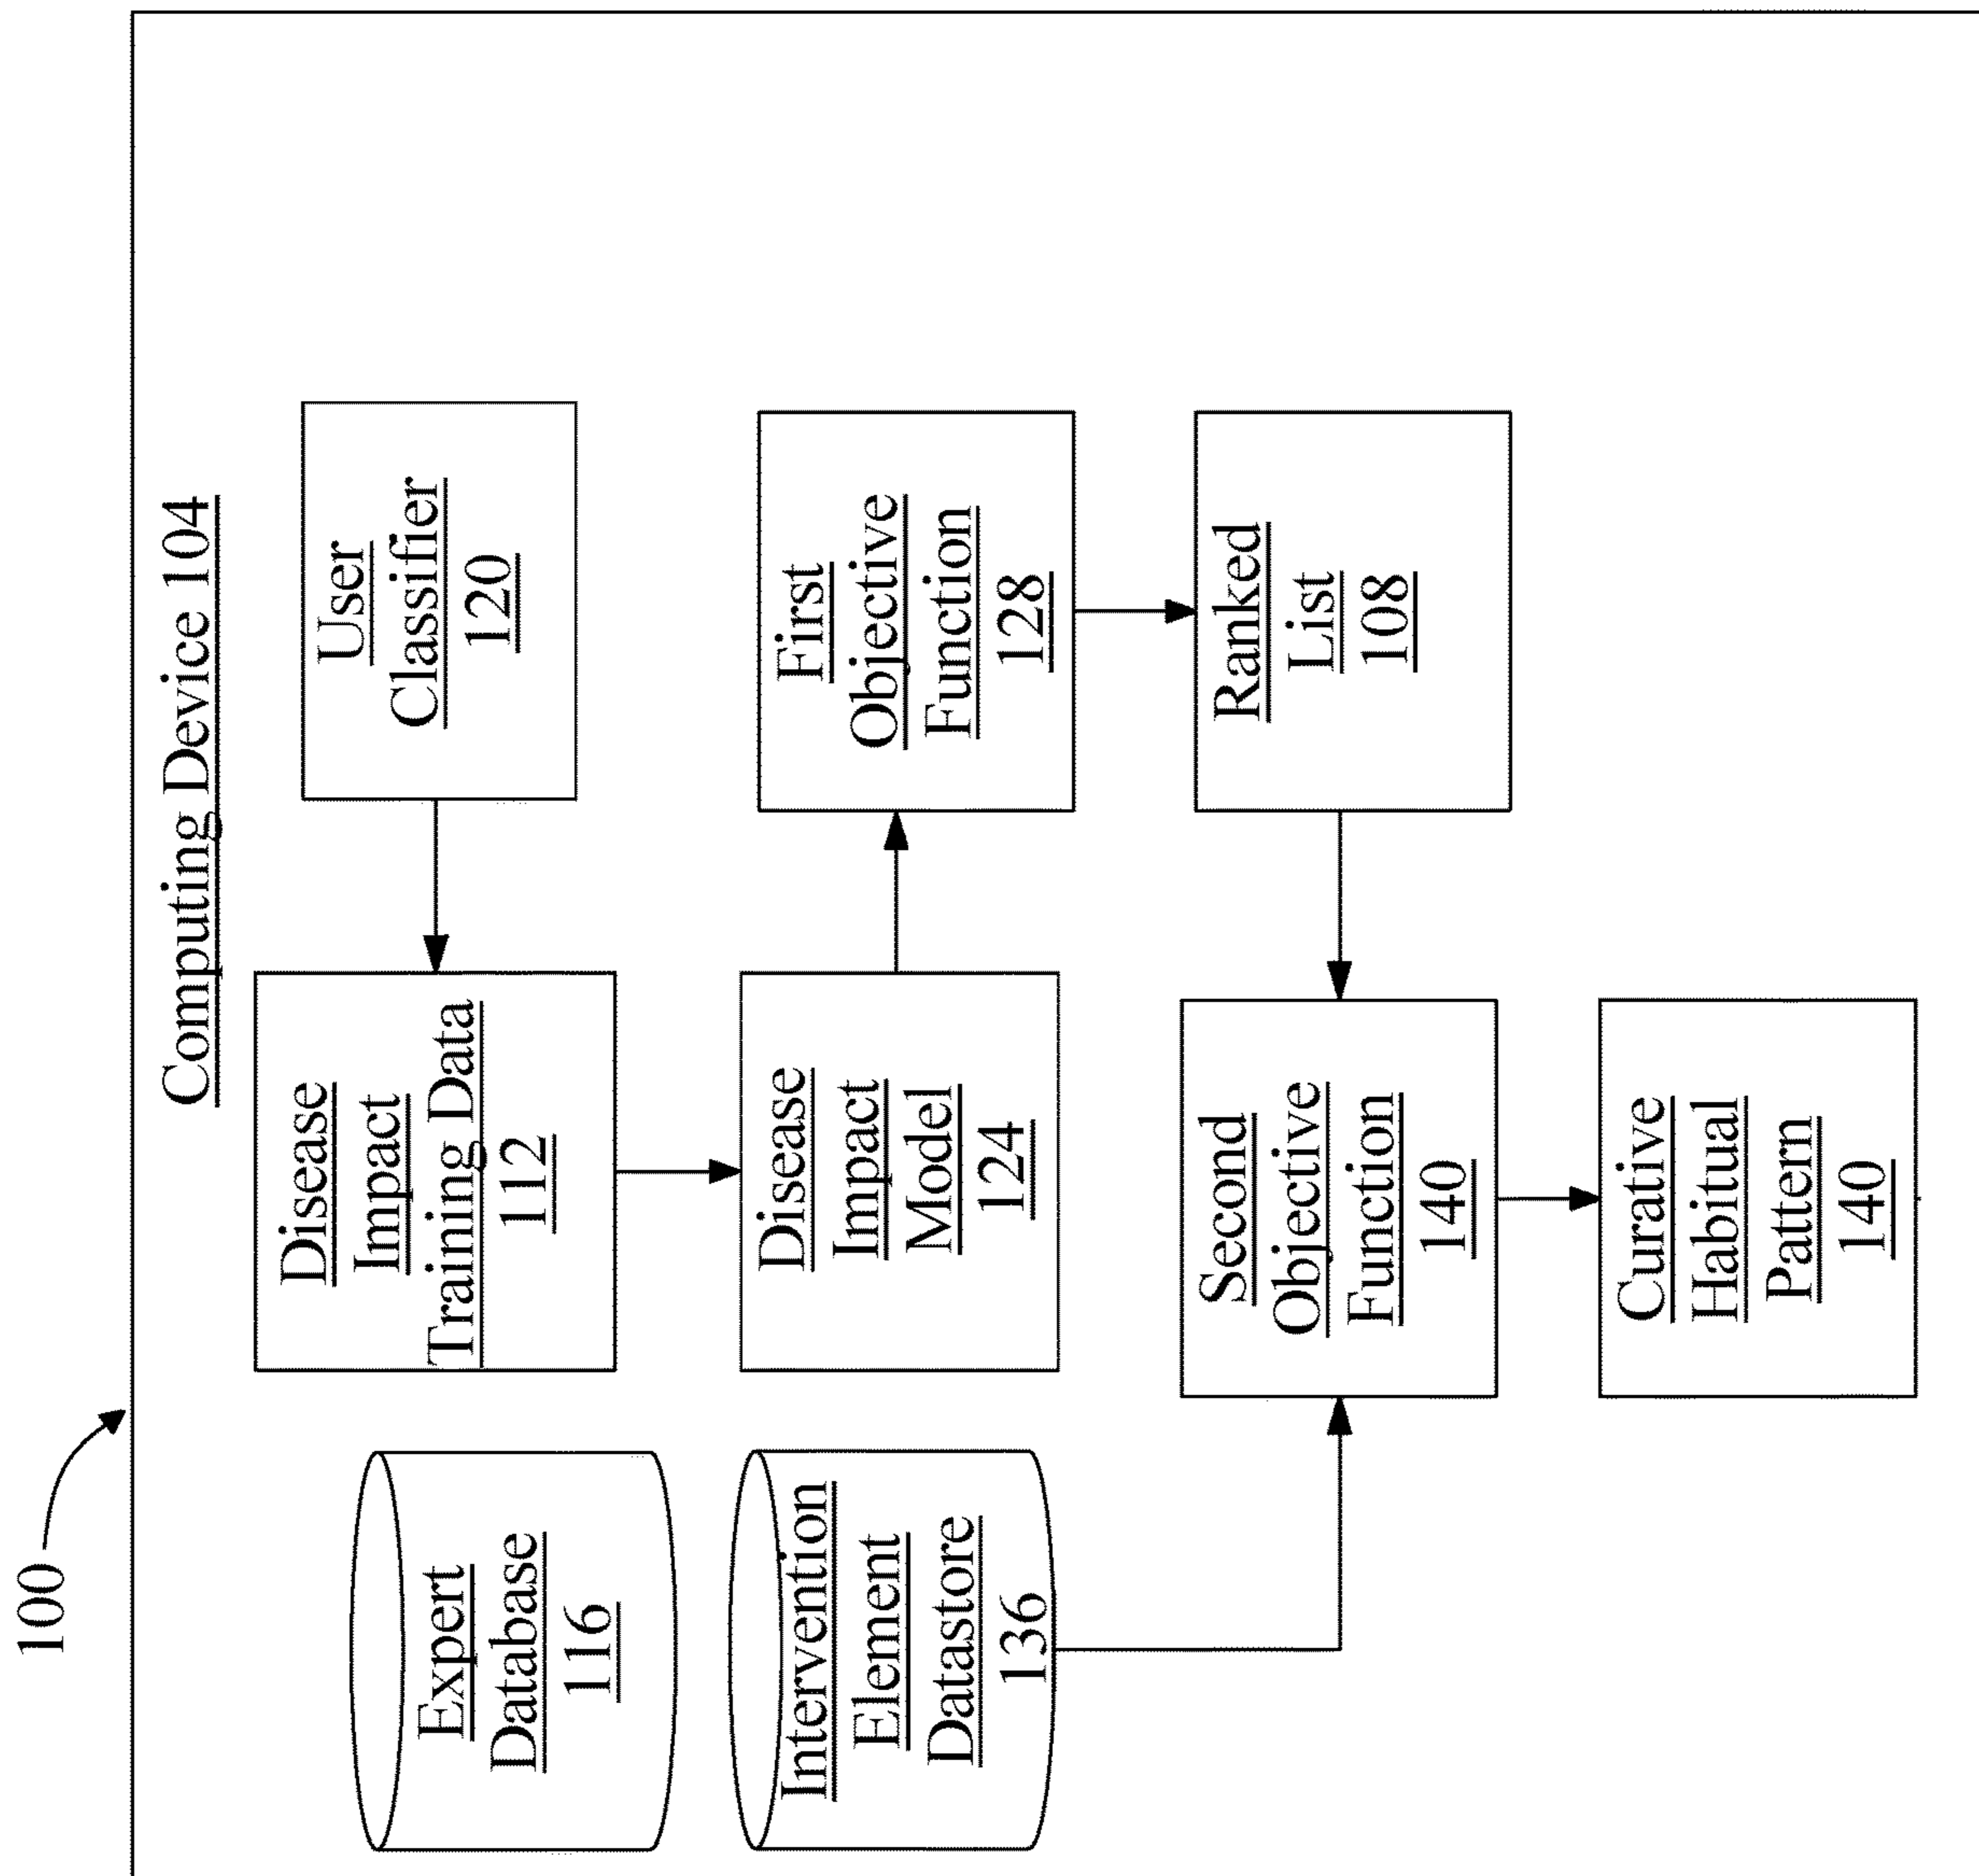 100
Computing Device 104
Expert
Database
116
Disease
Impact
Training Data
112
User
Classifier
120
Intervention
Element
Datastore
136
Disease
Impact
Model
124
First
Objective
Function
128
Second
Objective
Function
140
Ranked
List
108
Curative
Habitual
Pattern
140